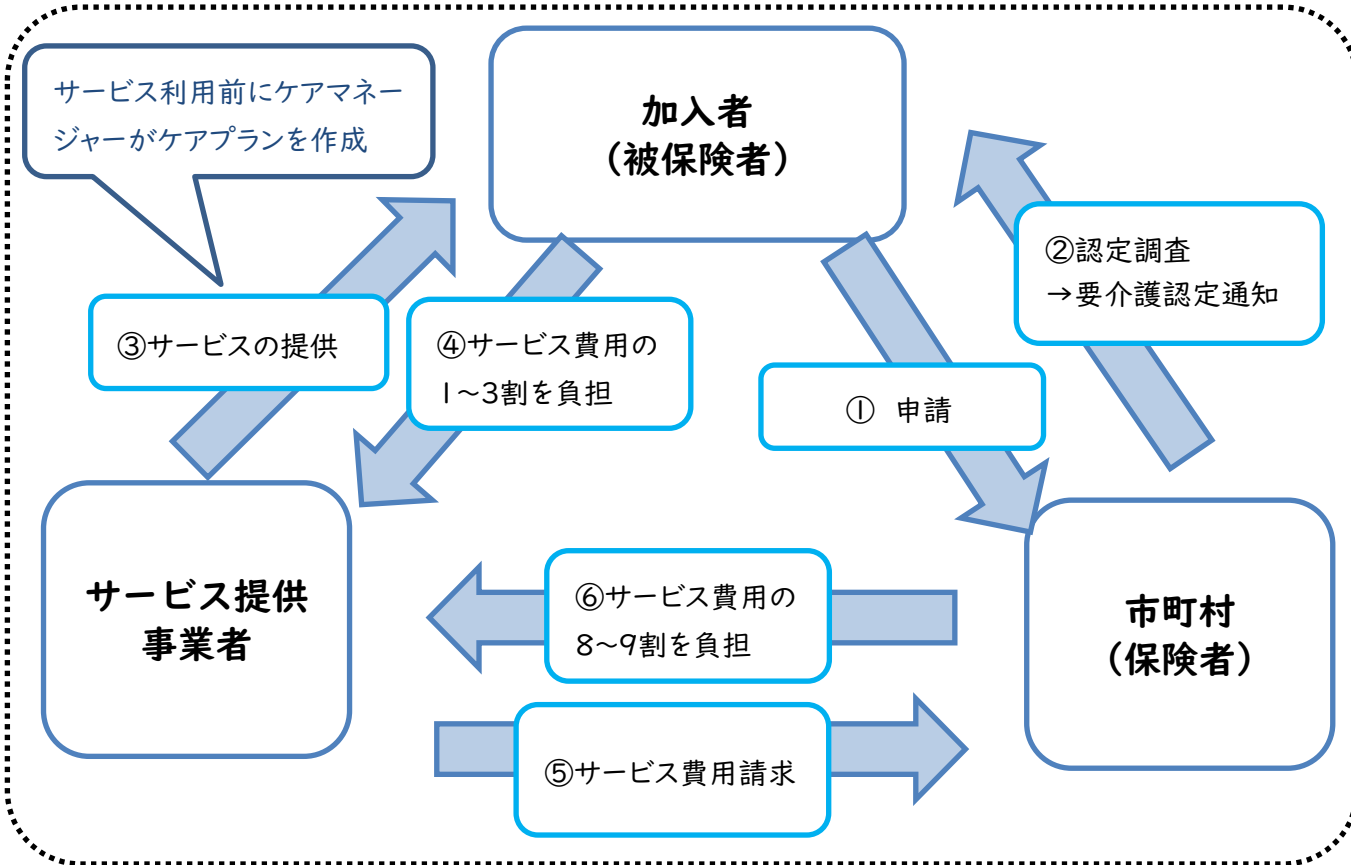 サービス利用前にケアマネー
ジャーがケアプランを作成
加入者
（被保険者）
②認定調査
→要介護認定通知
③サービスの提供
④サービス費用の
1～3割を負担
① 申請
サービス提供
事業者
⑥サービス費用の
8～9割を負担
市町村
（保険者）
⑤サービス費用請求